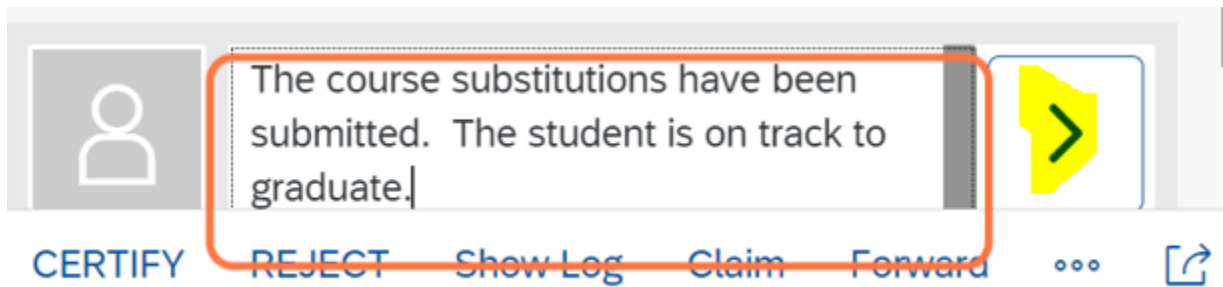 The course substitutions have been
submitted.  The student is on track to
graduate.
CERTIFY REJECT Show Log Claim Forward